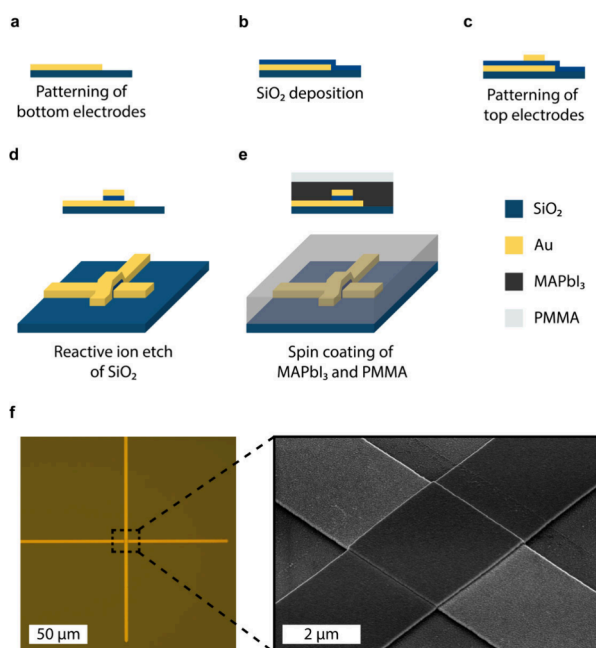 a
b
c
Patterning of
bottom electrodes
SiO₂ deposition
Patterning of
top electrodes
d
e
SiO₂
Au
MAPbI₃
PMMA
Reactive ion etch
of SiO₂
Spin coating of
MAPbI₃ and PMMA
f
50 μm
2 μm